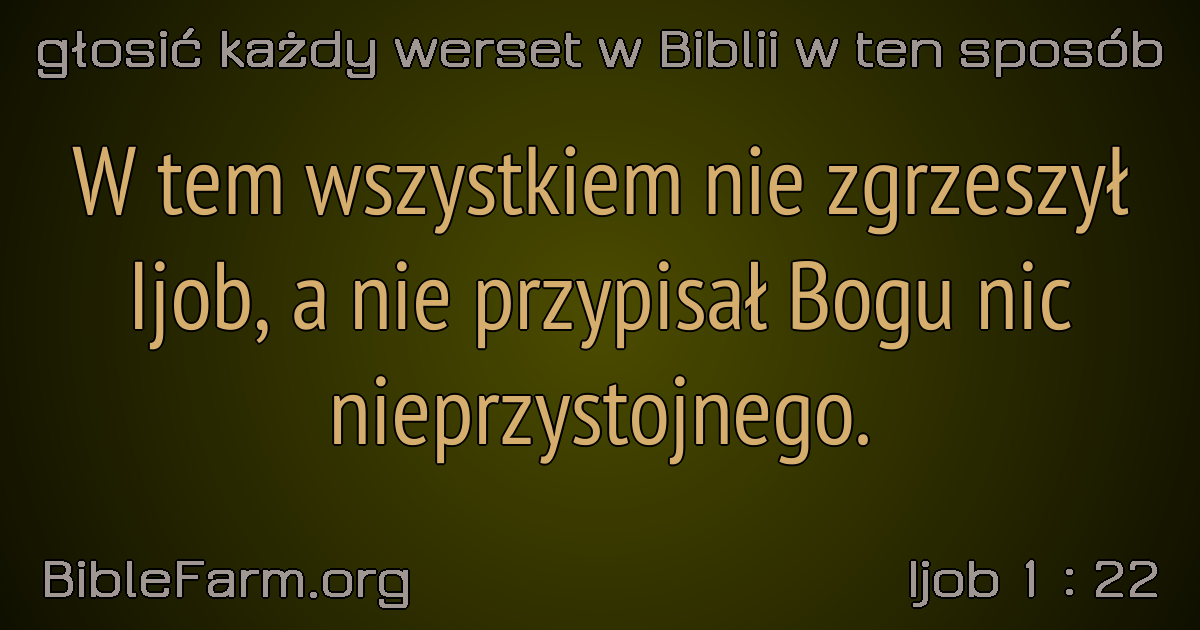 głosić każdy werset w Biblii w ten sposób
W tem wszystkiem nie zgrzeszył
Ijob, a nie przypisał Bogu nic
nieprzystojnego.
BibleFarm.org
Ijob 1 : 22